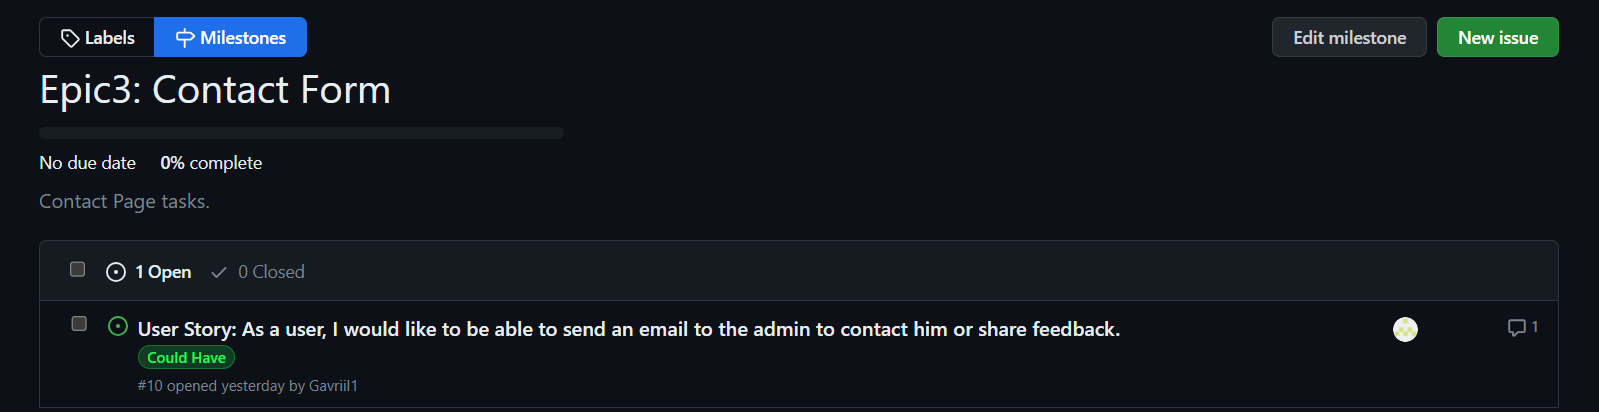 Labels Milestones Edit milestone New issue
Epic3: Contact Form
No due date 0% complete
Contact Page tasks.
1 Open 0 Closed
User Story: As a user, I would like to be able to send an email to the admin to contact him or share feedback. 1
Could Have
#10 opened yesterday by Gavriil1